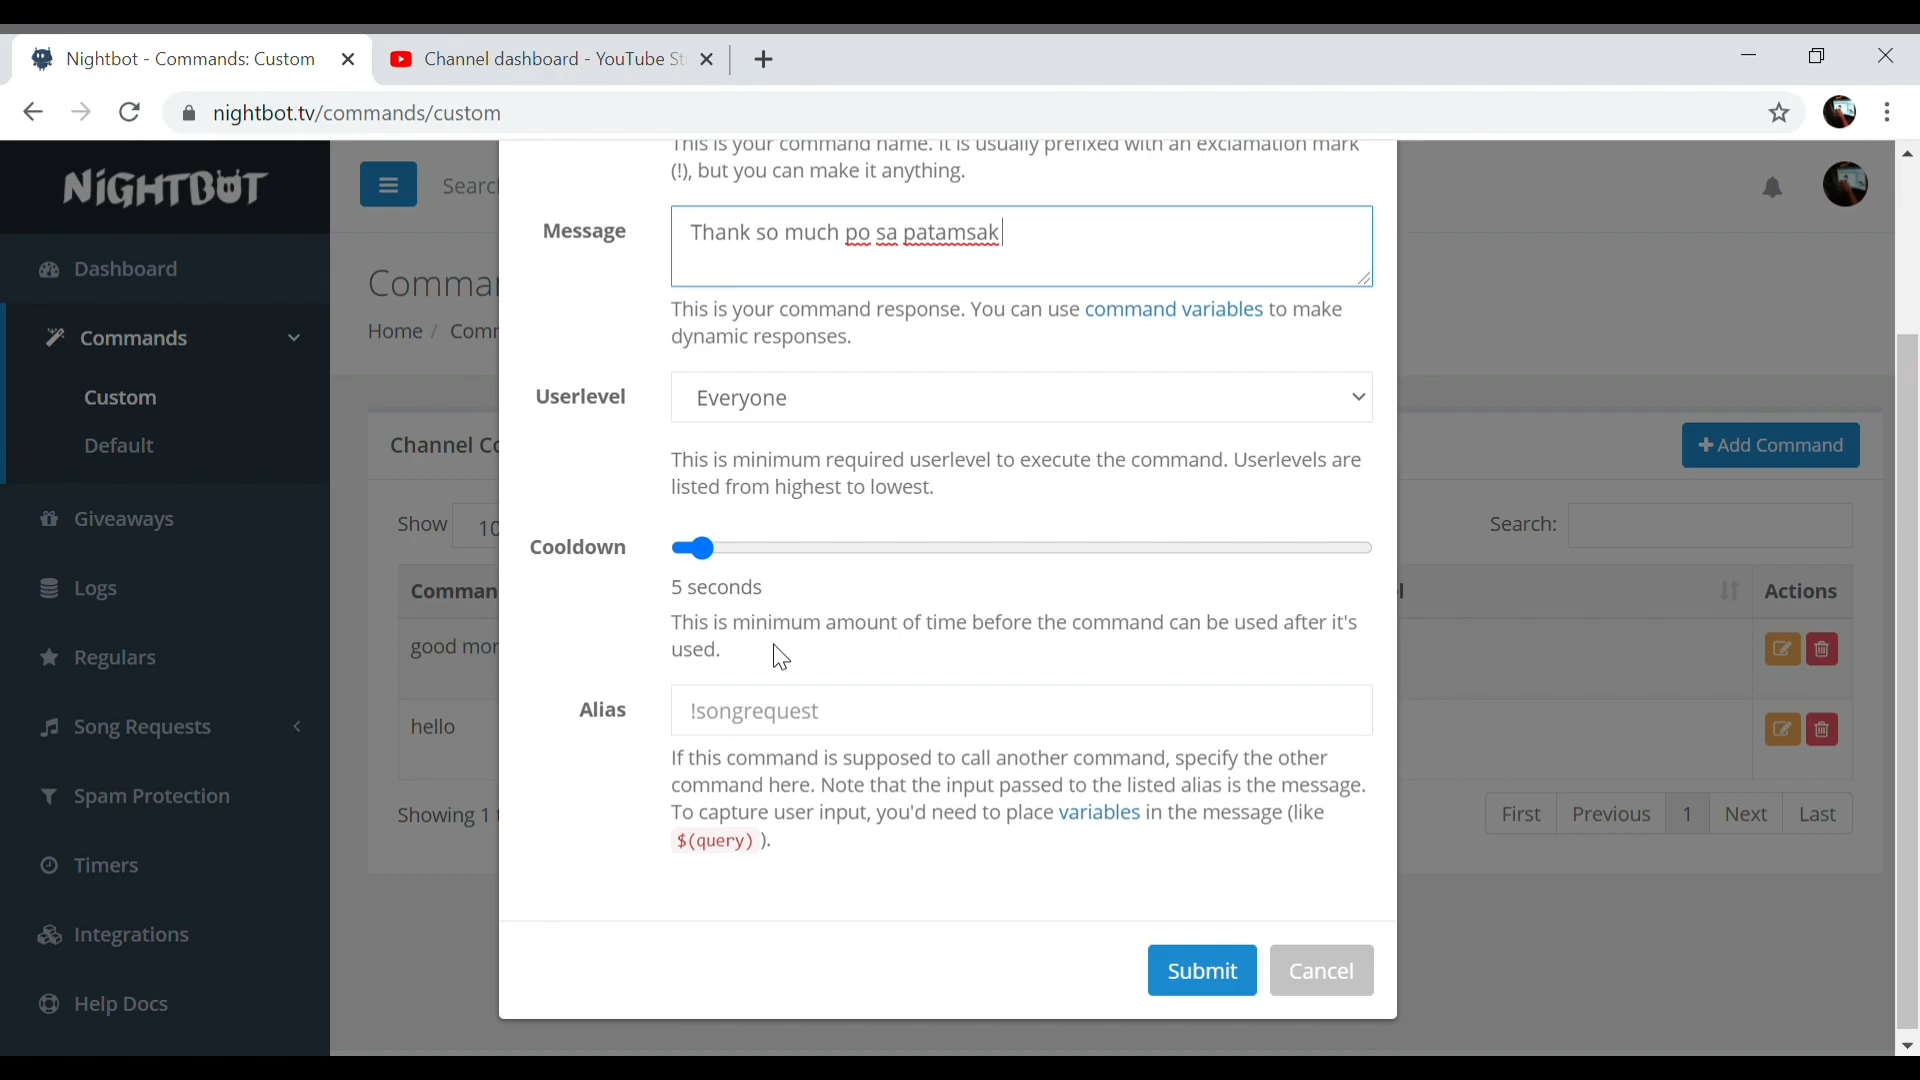 Nightbot - Commands: Custom
Channel dashboard - YouTube St
nightbot.tv/commands/custom
NiGHTBOT
Searc
This is your command name. It is usually prefixed with an exclamation mark
(!), but you can make it anything.
Message
Thank so much po sa patamsak
Dashboard
Comma
This is your command response. You can use command variables to make
dynamic responses.
Commands
Home / Comm
Userlevel
Everyone
Custom
Default
Channel Co
+ Add Command
This is minimum required userlevel to execute the command. Userlevels are
listed from highest to lowest.
Giveaways
Show 10
Search:
Cooldown
5 seconds
Logs
Comman
Actions
This is minimum amount of time before the command can be used after it's
used.
Regulars
good mor
Alias
!songrequest
Song Requests
hello
If this command is supposed to call another command, specify the other
command here. Note that the input passed to the listed alias is the message.
To capture user input, you'd need to place variables in the message (like
$(query) ).
Spam Protection
Showing 1
First Previous 1 Next Last
Timers
Integrations
Submit
Cancel
Help Docs